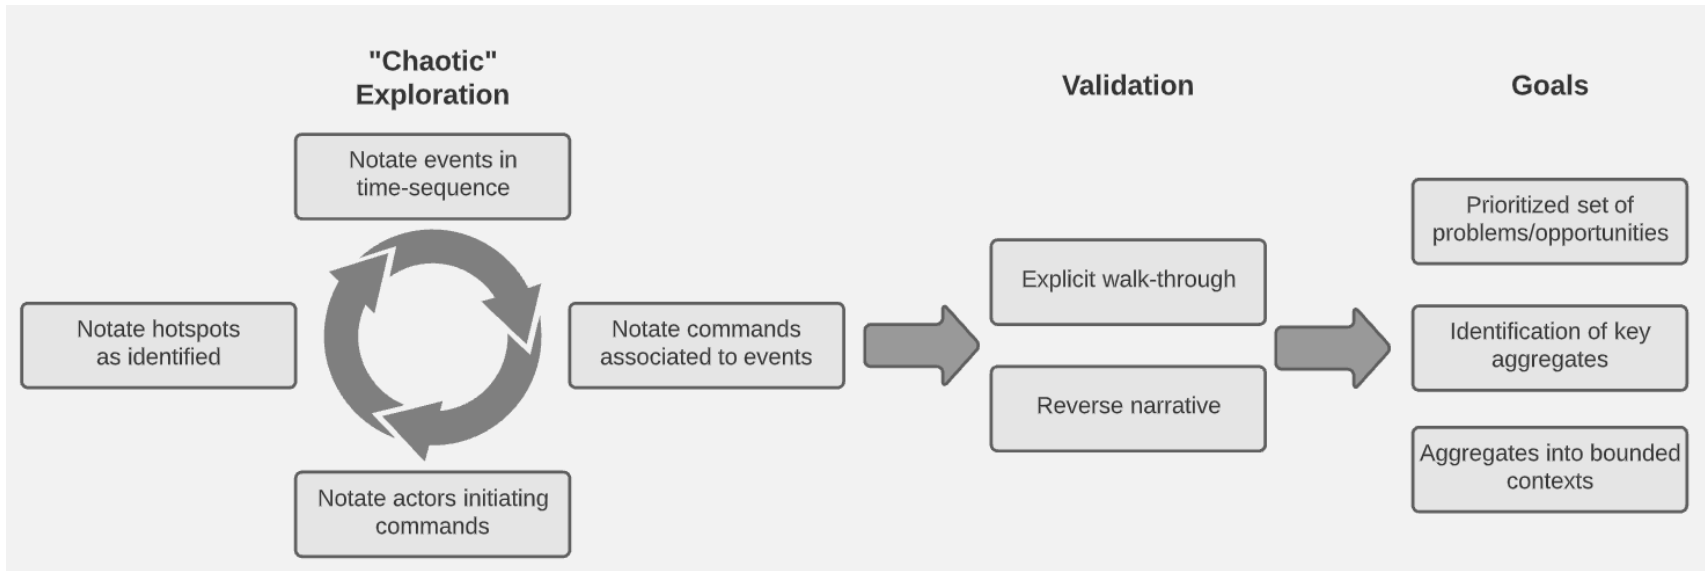 "Chaotic"
Exploration
Notate events in
time-sequence
Notate hotspots
as identified
Notate commands
associated to events
Notate actors initiating
commands
Validation
Explicit walk-through
Reverse narrative
Goals
Prioritized set of
problems/opportunities
Identification of key
aggregates
Aggregates into bounded
contexts